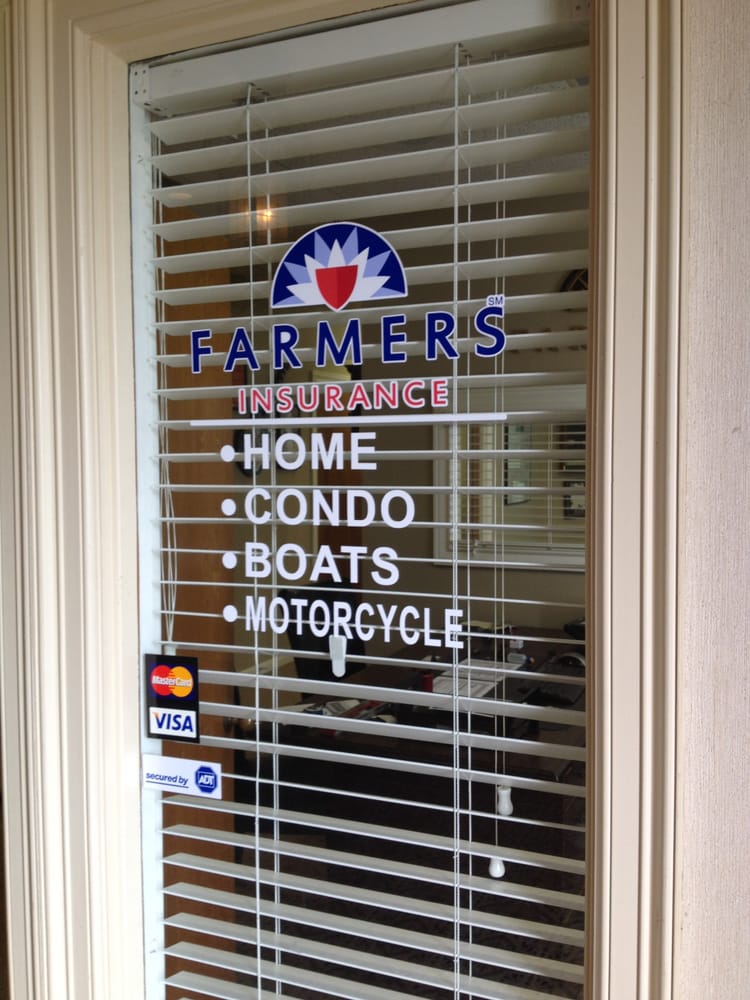 SM
FARMERS
INSURANCE
• HOME
• CONDO
• BOATS
• MOTORCYCLE
MasterCard
VISA
secured by ADT